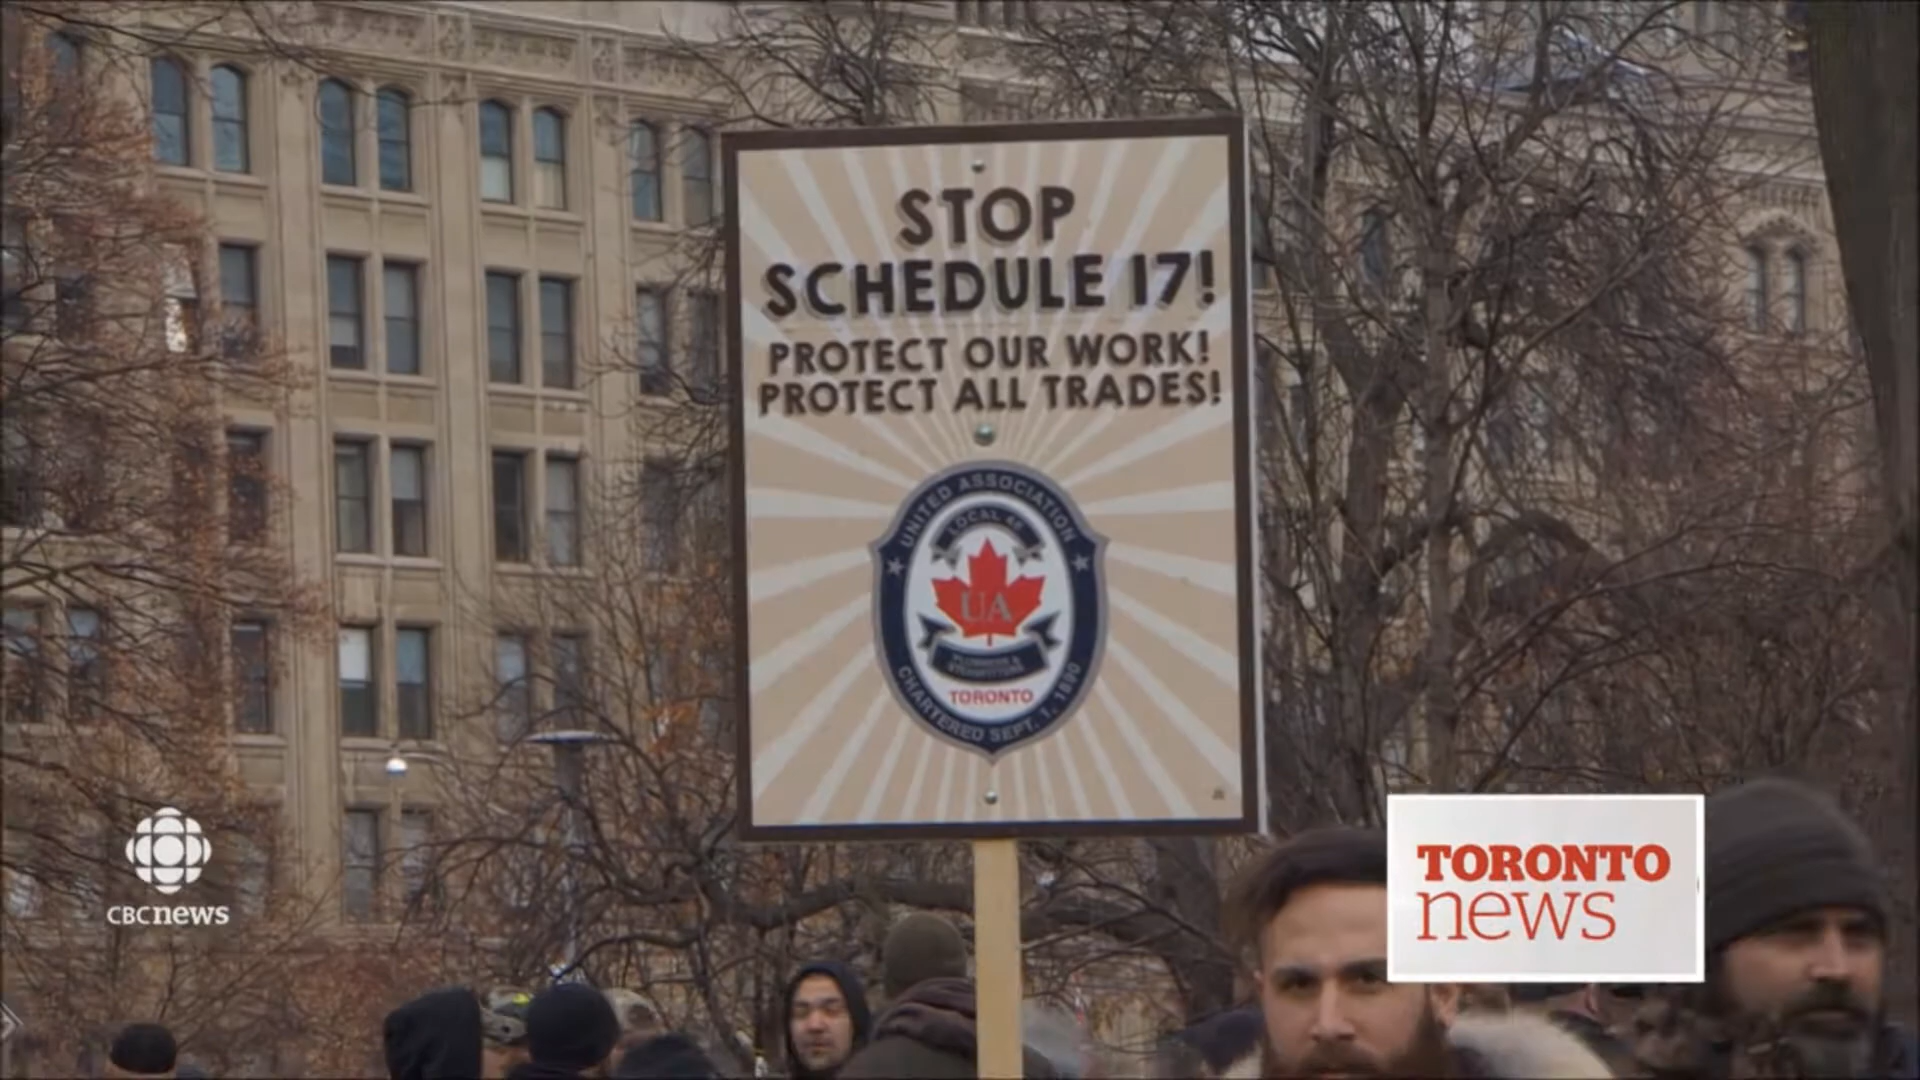 STOP
SCHEDULE 17!
PROTECT OUR WORK!
PROTECT ALL TRADES!
UNITED ASSOCIATION
LOCAL 46
UA
TORONTO
CHARTERED SEPT. 1, 1890
CBCnews
TORONTO
news